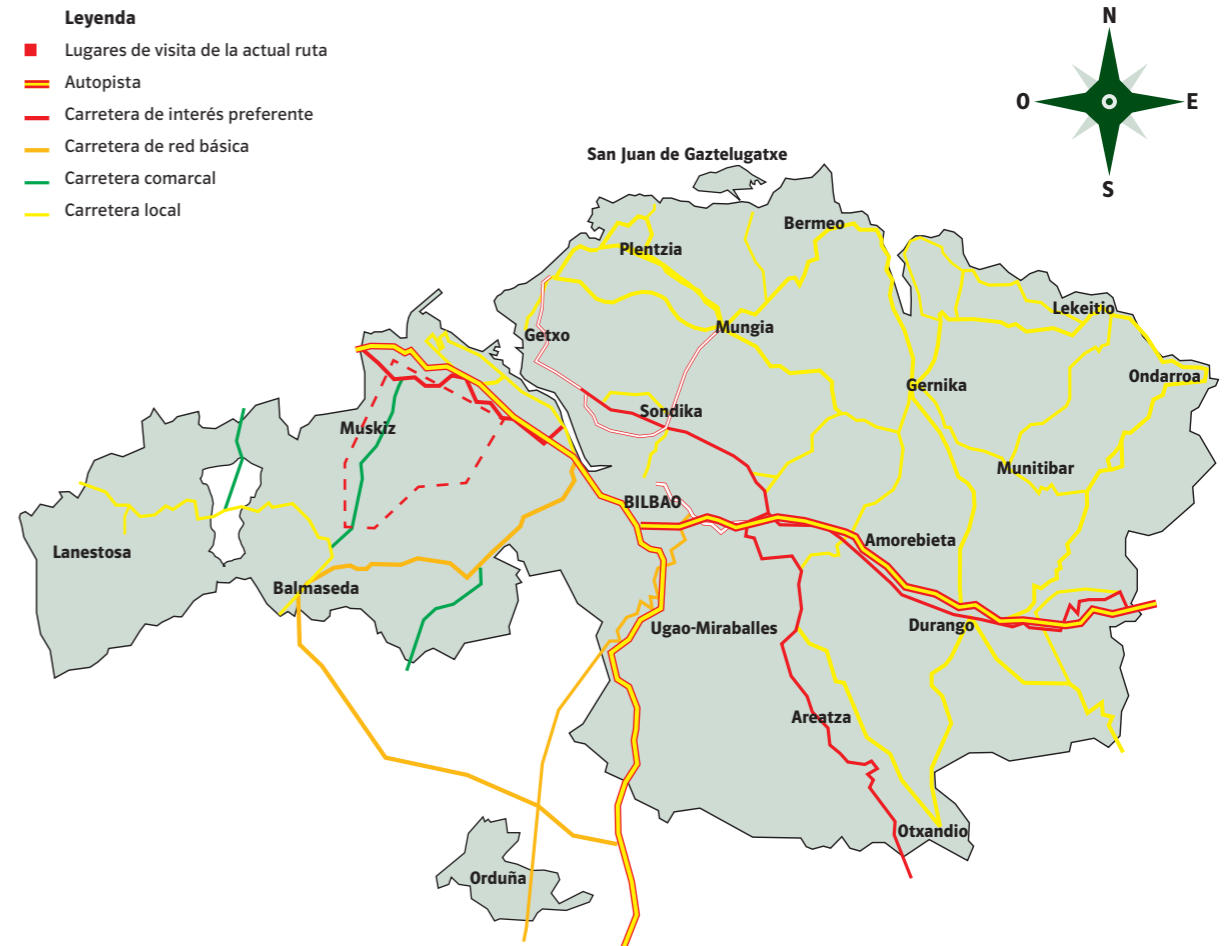 Leyenda
Lugares de visita de la actual ruta
Autopista
Carretera de interés preferente
Carretera de red básica
Carretera comarcal
Carretera local
N
O
E
S
San Juan de Gaztelugatxe
Bermeo
Plentzia
Lekeitio
Getxo
Mungia
Ondarroa
Gernika
Sondika
Muskiz
Munitibar
BILBAO
Amorebieta
Lanestosa
Balmaseda
Ugao-Miraballes
Durango
Areatza
Otxandio
Orduña